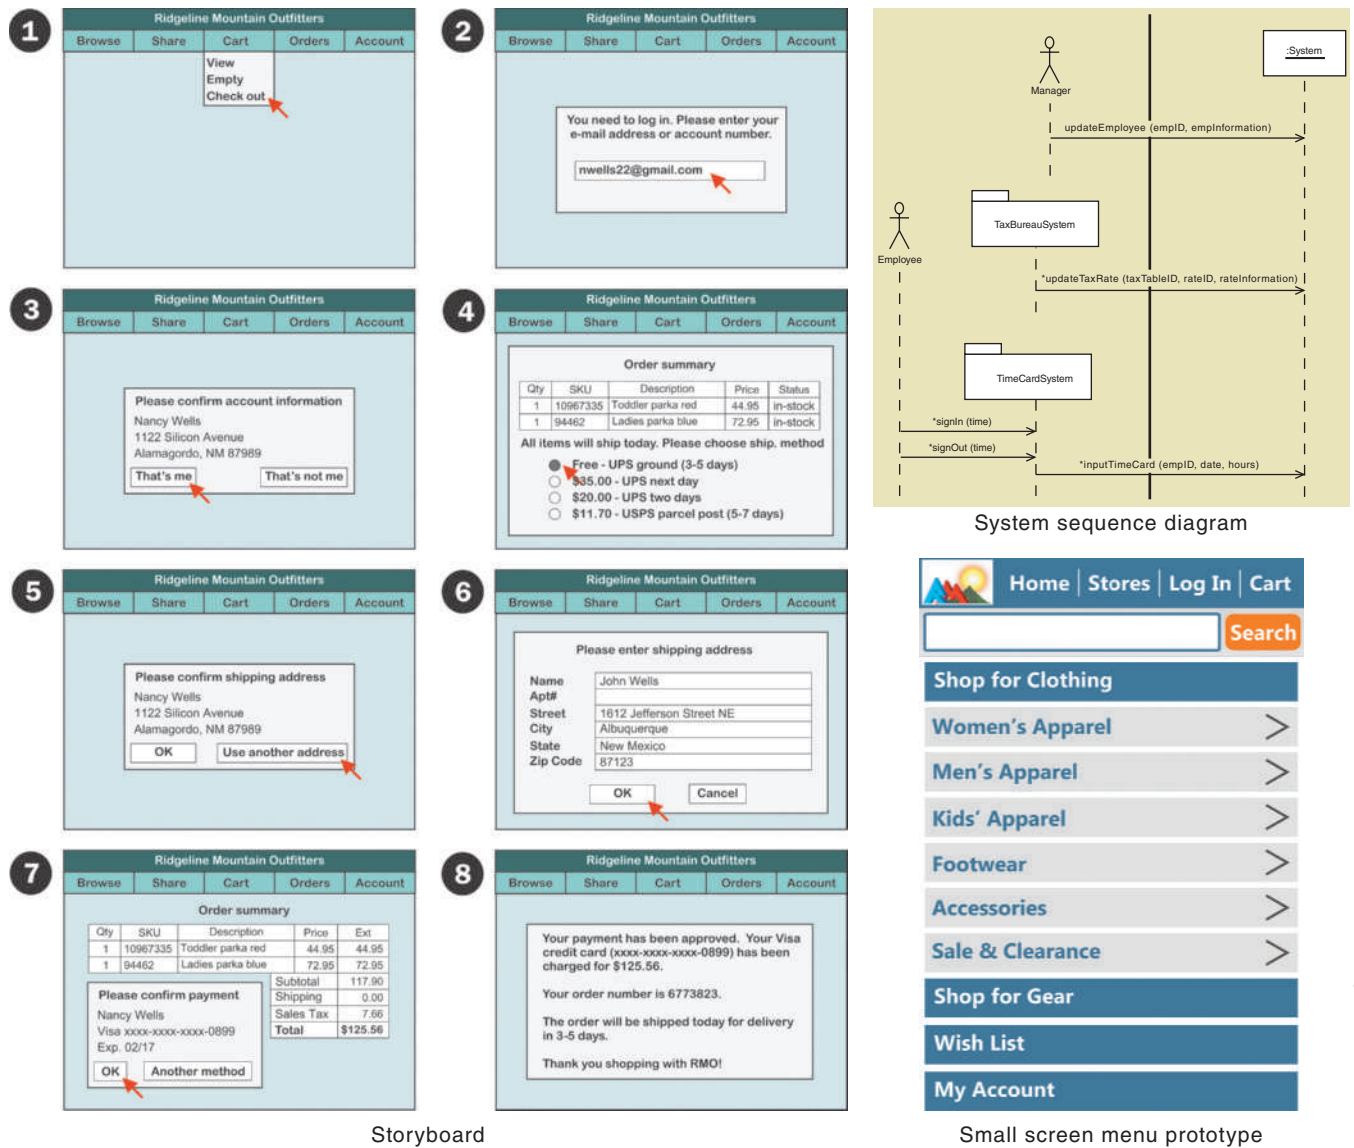 1
Ridgeline Mountain Outfitters
Browse Share Cart Orders Account
View
Empty
Check out
2
Ridgeline Mountain Outfitters
Browse Share Cart Orders Account
You need to log in. Please enter your
e-mail address or account number.
nwells22@gmail.com
3
Ridgeline Mountain Outfitters
Browse Share Cart Orders Account
Please confirm account information
Nancy Wells
1122 Silicon Avenue
Alamagordo, NM 87989
That's me That's not me
4
Ridgeline Mountain Outfitters
Browse Share Cart Orders Account
Order summary
Qty SKU Description Price Status
1 10967335 Toddler parka red 44.95 in-stock
1 94462 Ladies parka blue 72.95 in-stock
All items will ship today. Please choose ship. method
Free - UPS ground (3-5 days)
$35.00 - UPS next day
$20.00 - UPS two days
$11.70 - USPS parcel post (5-7 days)
5
Ridgeline Mountain Outfitters
Browse Share Cart Orders Account
Please confirm shipping address
Nancy Wells
1122 Silicon Avenue
Alamagordo, NM 87989
OK Use another address
6
Ridgeline Mountain Outfitters
Browse Share Cart Orders Account
Please enter shipping address
Name John Wells
Apt#
Street 1612 Jefferson Street NE
City Albuquerque
State New Mexico
Zip Code 87123
OK Cancel
7
Ridgeline Mountain Outfitters
Browse Share Cart Orders Account
Order summary
Qty SKU Description Price Ext
1 10967335 Toddler parka red 44.95 44.95
1 94462 Ladies parka blue 72.95 72.95
Subtotal 117.90
Shipping 0.00
Sales Tax 7.66
Total $125.56
Please confirm payment
Nancy Wells
Visa xxxx-xxxx-xxxx-0899
Exp. 02/17
OK Another method
8
Ridgeline Mountain Outfitters
Browse Share Cart Orders Account
Your payment has been approved. Your Visa
credit card (xxxx-xxxx-xxxx-0899) has been
charged for $125.56.
Your order number is 6773823.
The order will be shipped today for delivery
in 3-5 days.
Thank you shopping with RMO!
Storyboard
:System
Manager
updateEmployee (empID, empInformation)
TaxBureauSystem
Employee
*updateTaxRate (taxTableID, rateID, rateInformation)
TimeCardSystem
*signIn (time)
*signOut (time)
*inputTimeCard (empID, date, hours)
System sequence diagram
Home | Stores | Log In | Cart
Search
Shop for Clothing
Women's Apparel >
Men's Apparel >
Kids' Apparel >
Footwear >
Accessories >
Sale & Clearance >
Shop for Gear
Wish List
My Account
Small screen menu prototype